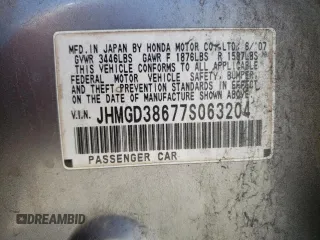 MFD. IN JAPAN BY HONDA MOTOR CO., LTD. 6/'07
GVWR 3446LBS GAWR F 1876LBS R 1587LBS
THIS VEHICLE CONFORMS TO ALL APPLICABLE
FEDERAL MOTOR VEHICLE SAFETY, BUMPER,
AND THEFT PREVENTION STANDARDS IN EFFECT
ON THE DATE OF MANUFACTURE SHOWN ABOVE.
V.I.N. JHMGD38677S063204
PASSENGER CAR
DREAMBID